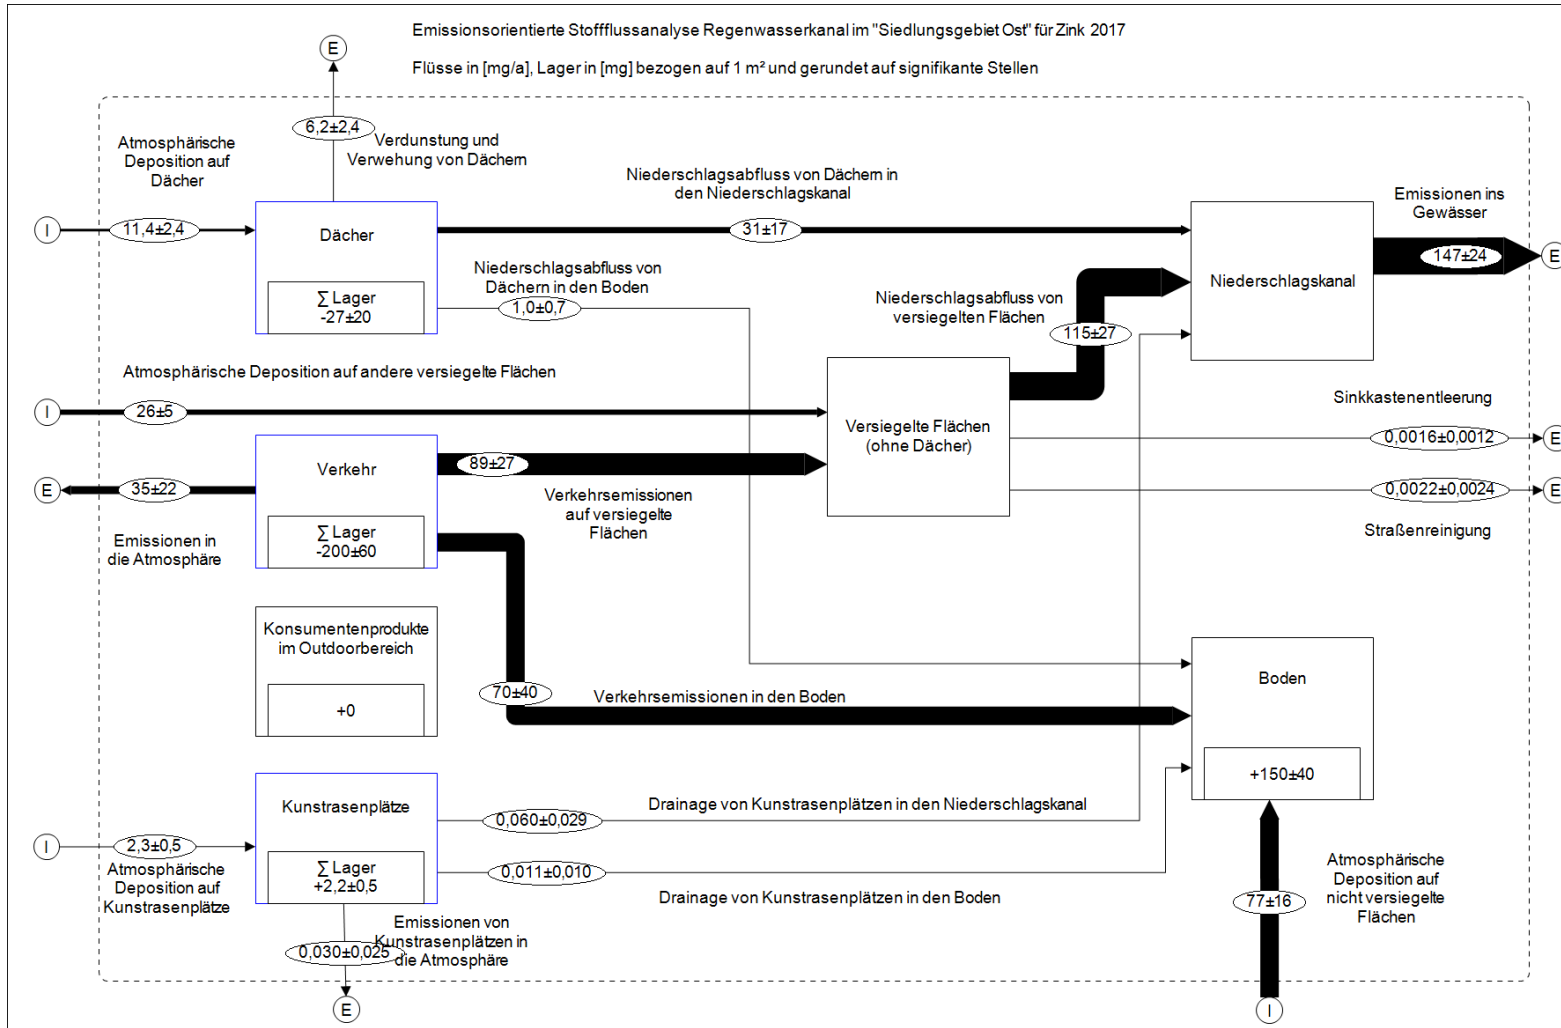 Emissionsorientierte Stoffflussanalyse Regenwasserkanal im "Siedlungsgebiet Ost" für Zink 2017
Flüsse in [mg/a], Lager in [mg] bezogen auf 1 m² und gerundet auf signifikante Stellen
E
6,2±2,4
Verdunstung und
Verwehung von Dächern
Atmosphärische
Deposition auf
Dächer
I
11,4±2,4
Dächer
∑ Lager
-27±20
Niederschlagsabfluss von Dächern in
den Niederschlagskanal
31±17
Niederschlagsabfluss von
Dächern in den Boden
1,0±0,7
Niederschlagskanal
Emissionen ins
Gewässer
147±24
E
Niederschlagsabfluss von
versiegelten Flächen
115±27
Atmosphärische Deposition auf andere versiegelte Flächen
I
26±5
Versiegelte Flächen
(ohne Dächer)
Sinkkastenentleerung
0,0016±0,0012
E
0,0022±0,0024
E
Straßenreinigung
Verkehr
∑ Lager
-200±60
89±27
Verkehrsemissionen
auf versiegelte
Flächen
E
35±22
Emissionen in
die Atmosphäre
Konsumentenprodukte
im Outdoorbereich
+0
70±40
Verkehrsemissionen in den Boden
Boden
+150±40
Kunstrasenplätze
∑ Lager
+2,2±0,5
I
2,3±0,5
Atmosphärische
Deposition auf
Kunstrasenplätze
0,060±0,029
Drainage von Kunstrasenplätzen in den Niederschlagskanal
0,011±0,010
Drainage von Kunstrasenplätzen in den Boden
Emissionen von
Kunstrasenplätzen in
die Atmosphäre
0,030±0,025
E
77±16
Atmosphärische
Deposition auf
nicht versiegelte
Flächen
I